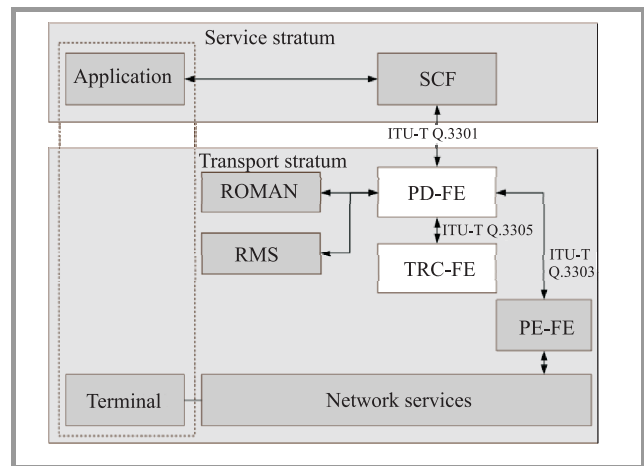 Service stratum
Application
SCF
ITU-T Q.3301
Transport stratum
ROMAN
PD-FE
ITU-T Q.3305
RMS
TRC-FE
ITU-T
Q.3303
PE-FE
Terminal
Network services